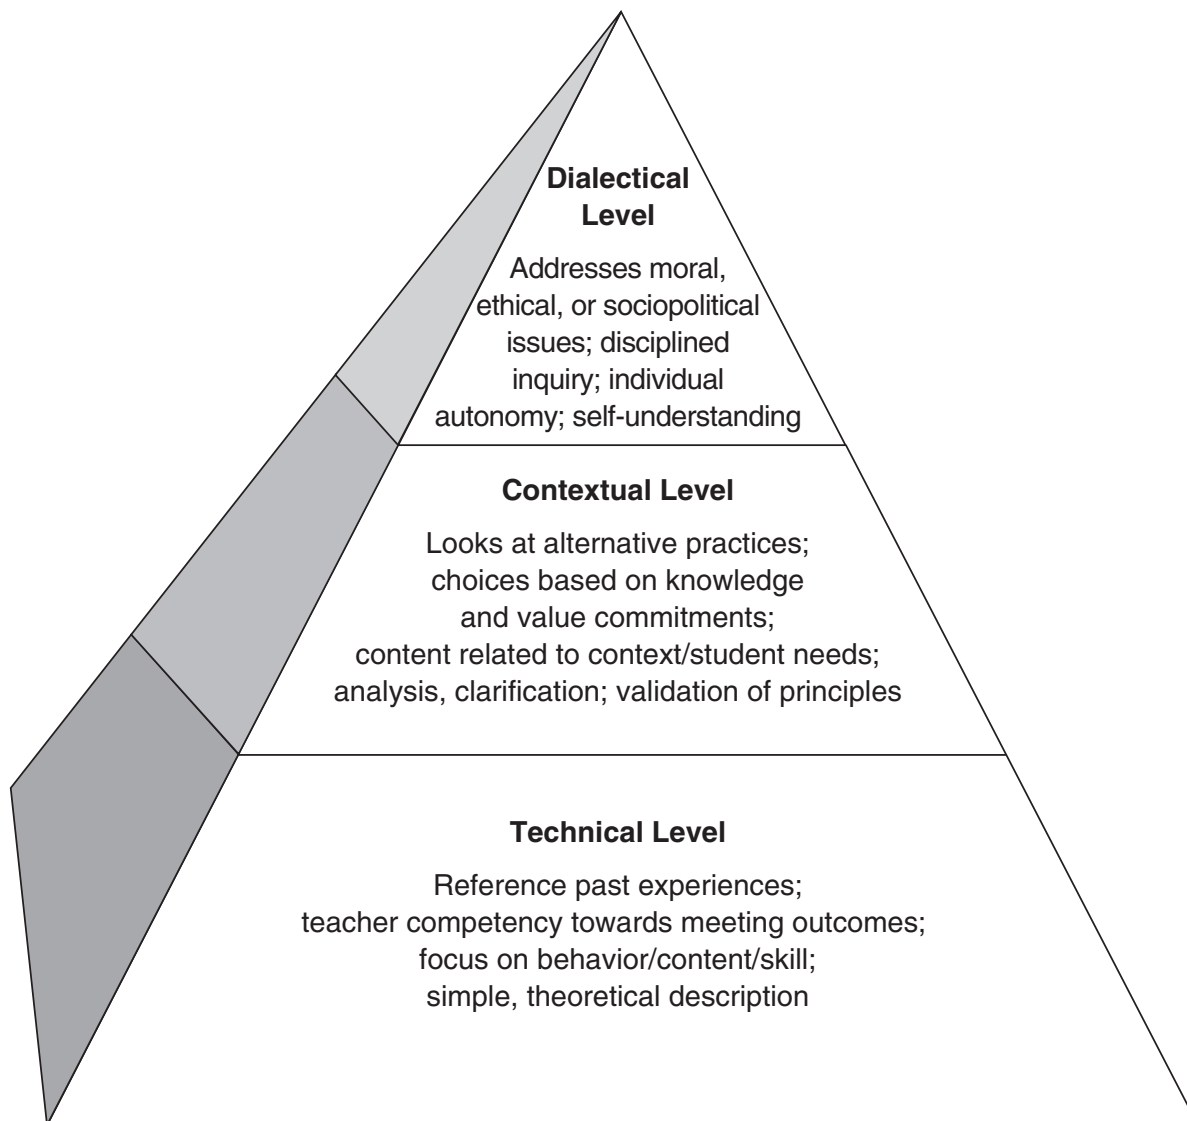 Dialectical
Level
Addresses moral,
ethical, or sociopolitical
issues; disciplined
inquiry; individual
autonomy; self-understanding
Contextual Level
Looks at alternative practices;
choices based on knowledge
and value commitments;
content related to context/student needs;
analysis, clarification; validation of principles
Technical Level
Reference past experiences;
teacher competency towards meeting outcomes;
focus on behavior/content/skill;
simple, theoretical description